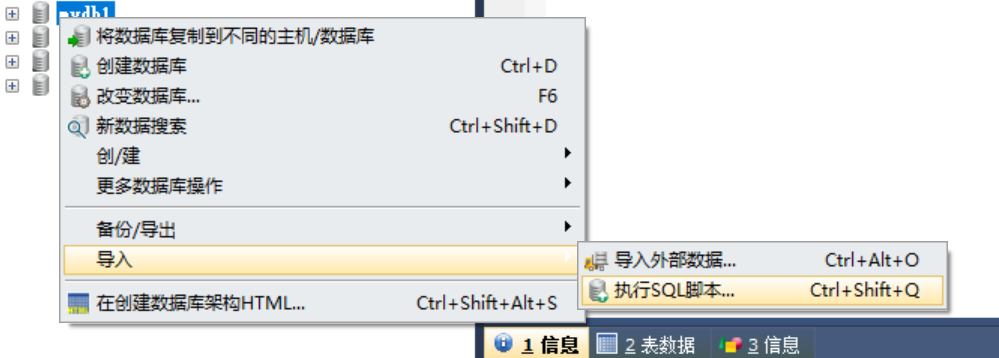 mydb1
将数据库复制到不同的主机/数据库
创建数据库 Ctrl+D
改变数据库... F6
新数据搜索 Ctrl+Shift+D
创/建
更多数据库操作
备份/导出
导入
导入外部数据... Ctrl+Alt+O
执行SQL脚本... Ctrl+Shift+Q
在创建数据库架构HTML... Ctrl+Shift+Alt+S
1 信息 2 表数据 3 信息